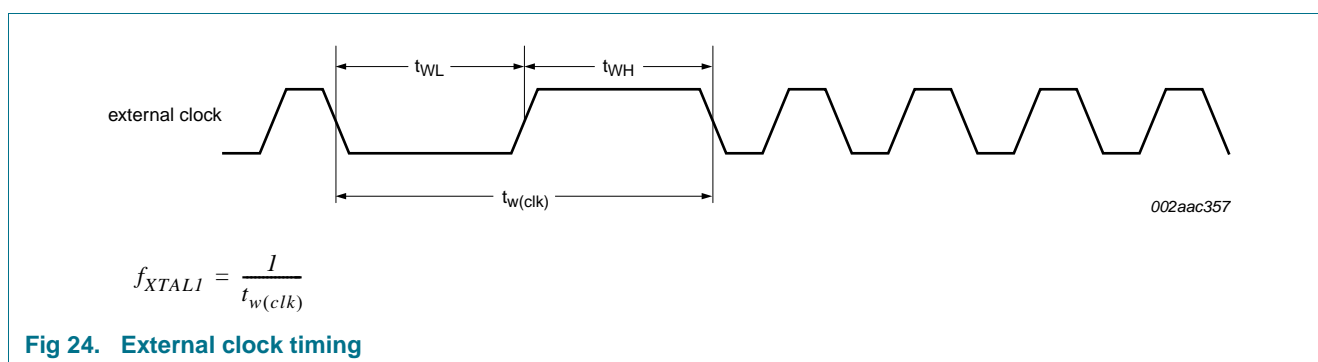 tWL
tWH
external clock
tw(clk)
002aac357
fXTAL1 = 1 / tw(clk)
Fig 24. External clock timing